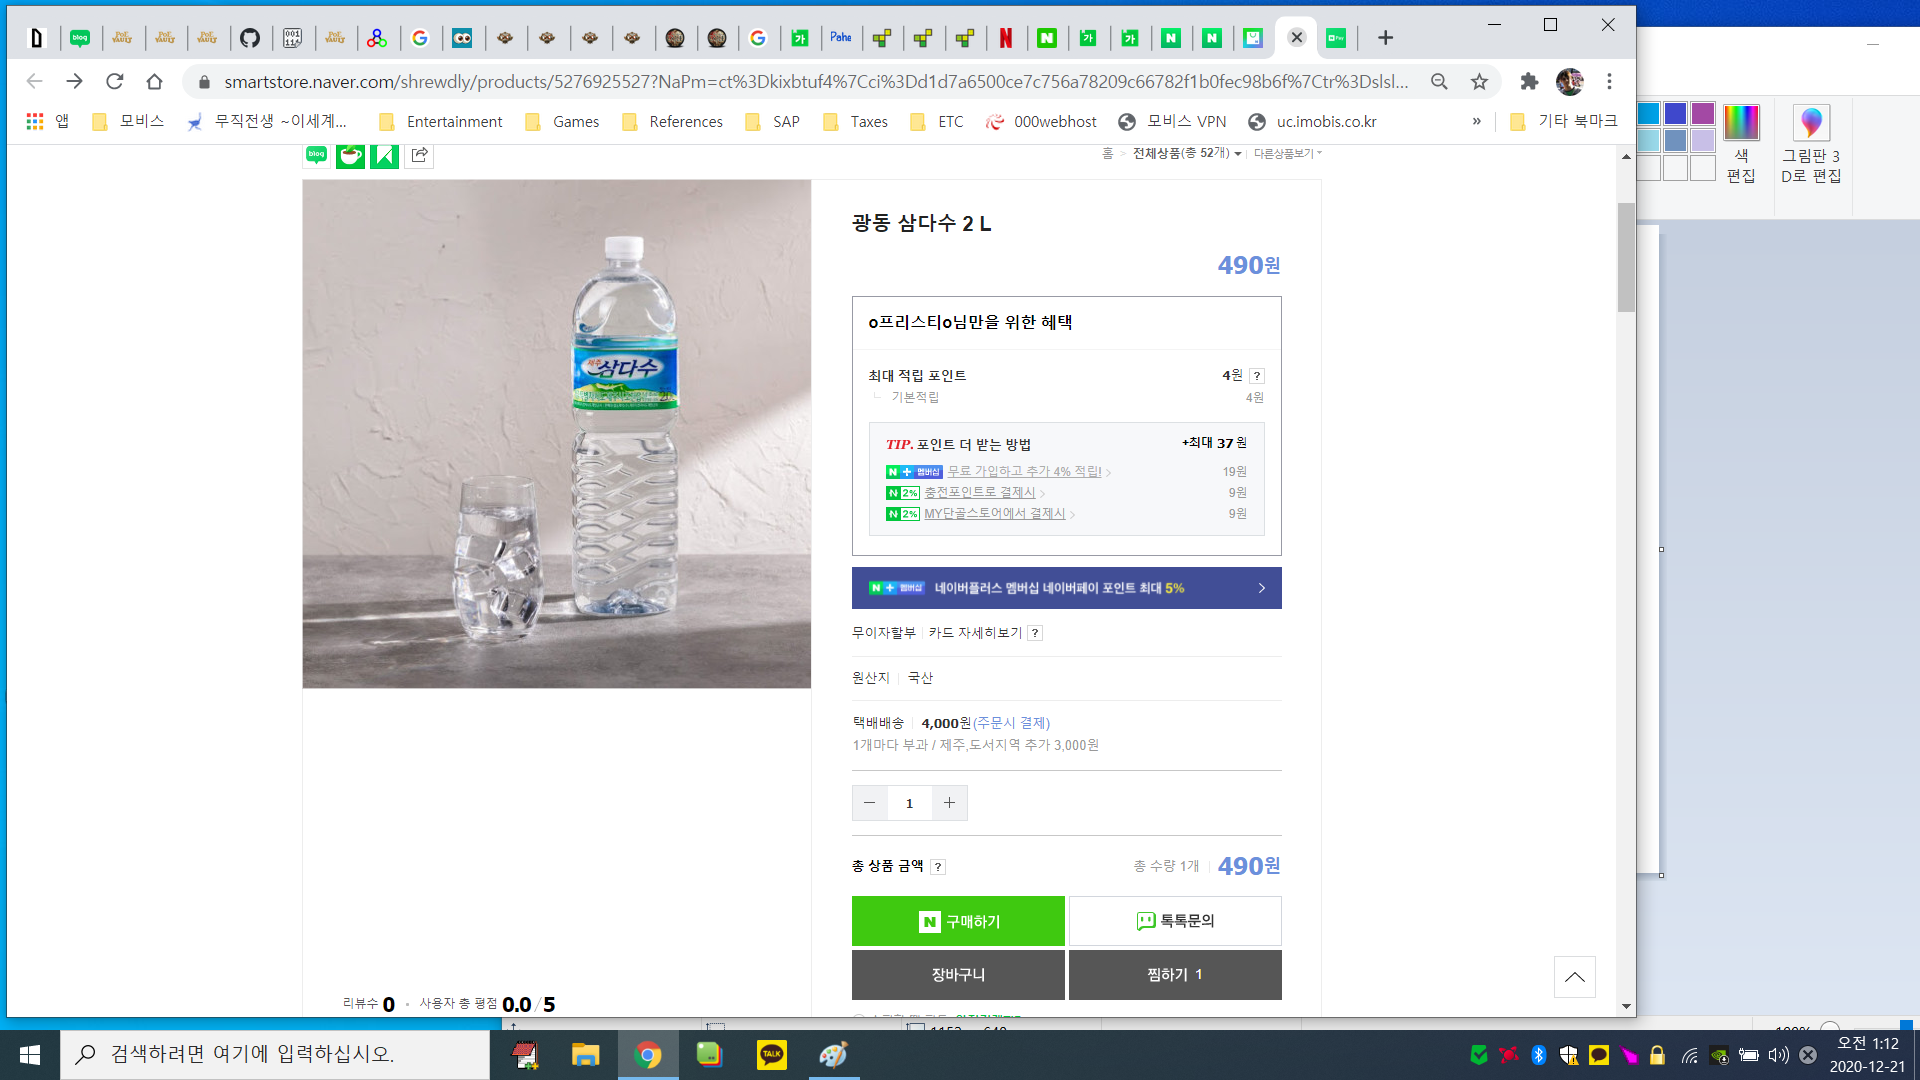 smartstore.naver.com/shrewdly/products/5276925527?NaPm=ct%3Dkixbtuf4%7Cci%3Dd1d7a6500ce7c756a78209c66782f1b0fec98b6f%7Ctr%3Dslsl...
앱 모비스 무직전생 ~이세계... Entertainment Games References SAP Taxes ETC 000webhost 모비스 VPN uc.imobis.co.kr » 기타 북마크
색 편집
그림판 3D로 편집
blog
홈 > 전체상품(총 52개) 다른상품보기
제주 삼다수
광동 삼다수 2 L
490원
o프리스티o님만을 위한 혜택
최대 적립 포인트 4원 ?
기본적립 4원
TIP. 포인트 더 받는 방법 +최대 37 원
N + 멤버십 무료 가입하고 추가 4% 적립! > 19원
N 2% 충전포인트로 결제시 > 9원
N 2% MY단골스토어에서 결제시 > 9원
N + 멤버십 네이버플러스 멤버십 네이버페이 포인트 최대 5% >
무이자할부 카드 자세히보기 ?
원산지 국산
택배배송 4,000원(주문시 결제)
1개마다 부과 / 제주,도서지역 추가 3,000원
1
총 상품 금액 ? 총 수량 1개 490원
N 구매하기 톡톡문의
장바구니 찜하기 1
리뷰수 0 사용자 총 평점 0.0 / 5
검색하려면 여기에 입력하십시오.
TALK
오전 1:12
2020-12-21